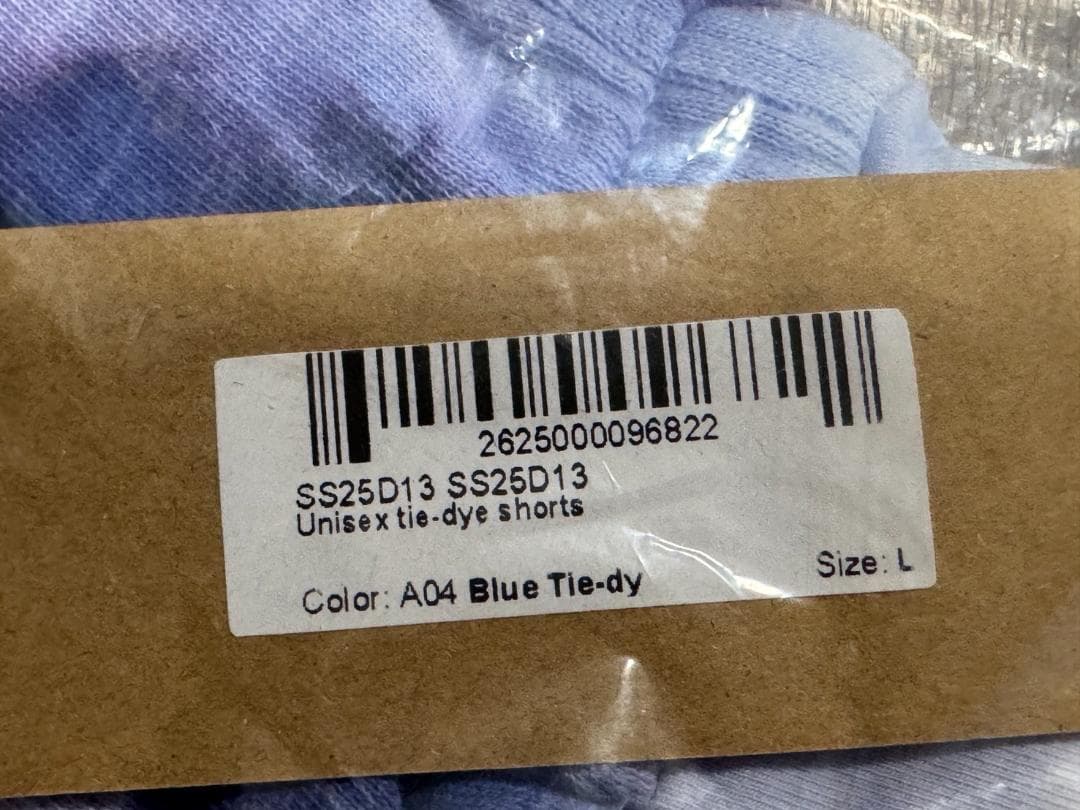 2625000096822
SS25D13 SS25D13
Unisex tie-dye shorts
Color: A04 Blue Tie-dy
Size: L